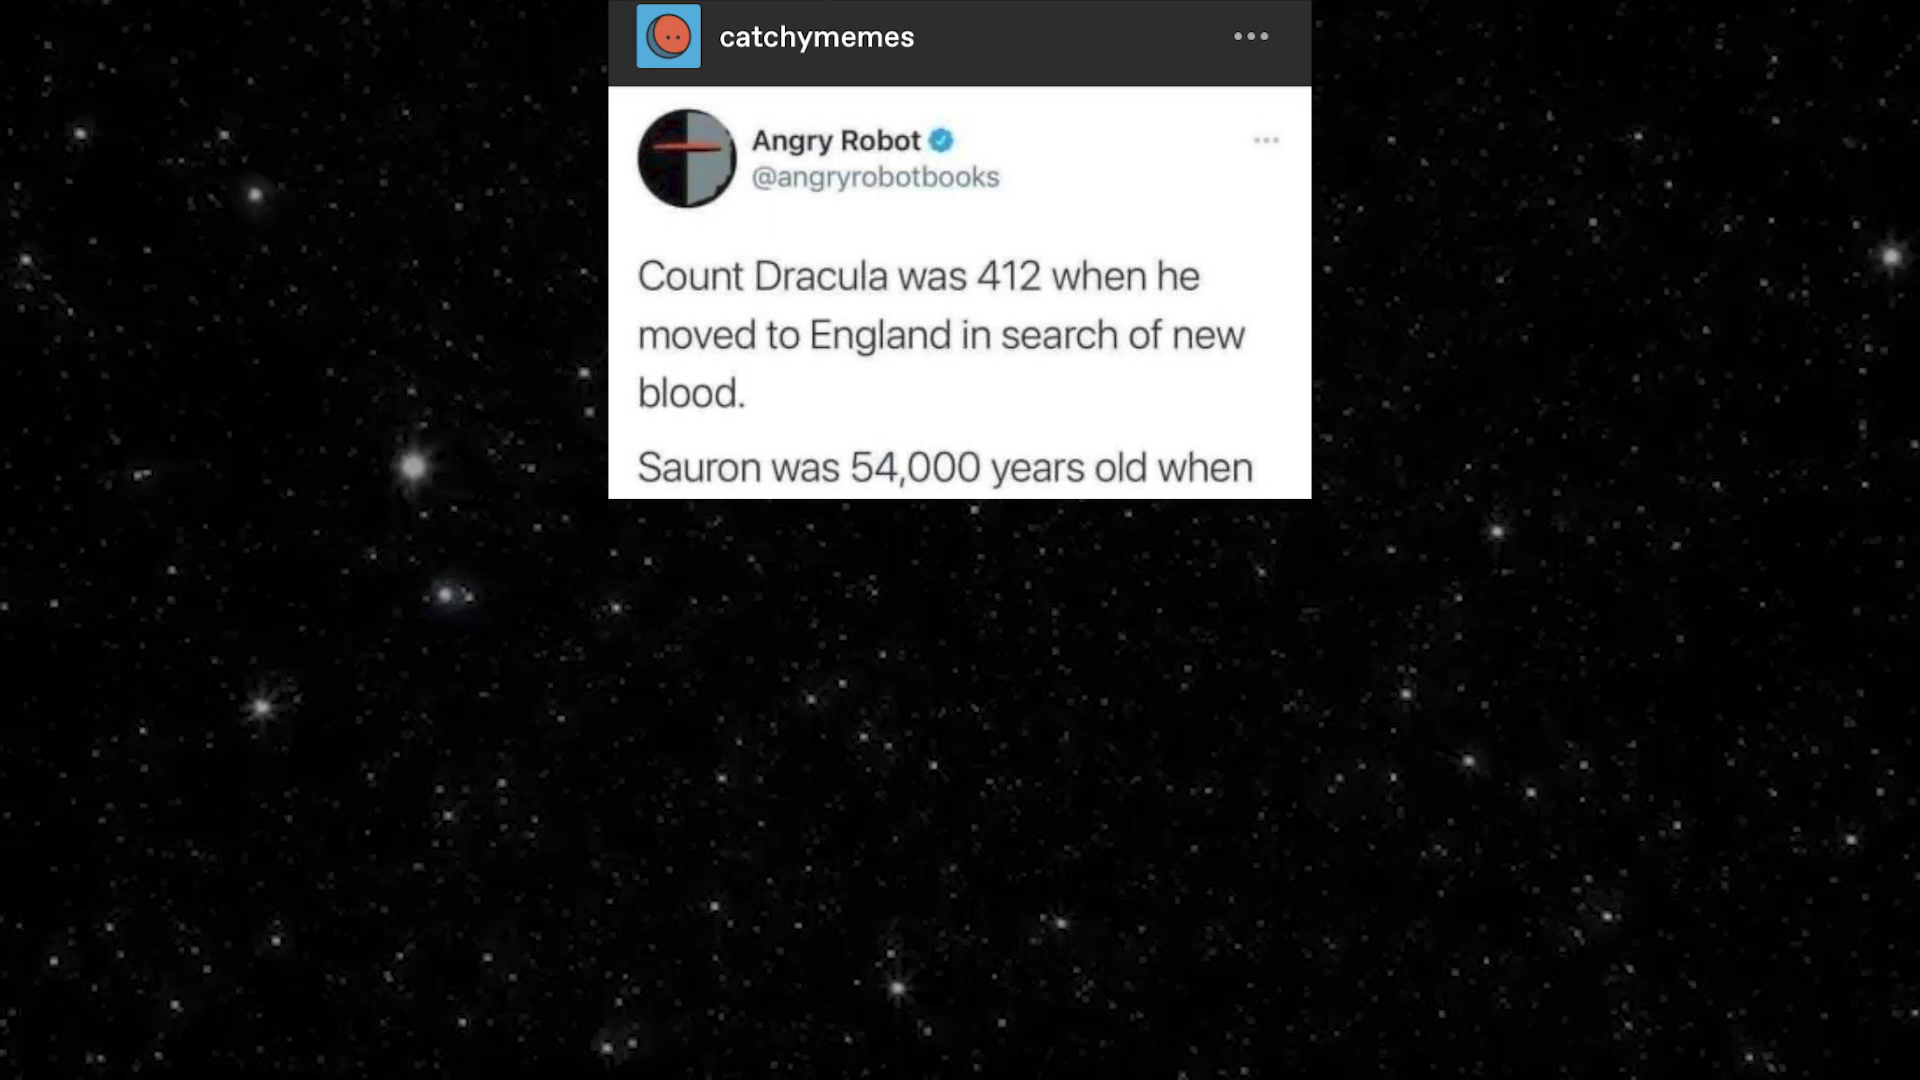 catchymemes
Angry Robot
@angryrobotbooks
Count Dracula was 412 when he
moved to England in search of new
blood.
Sauron was 54,000 years old when